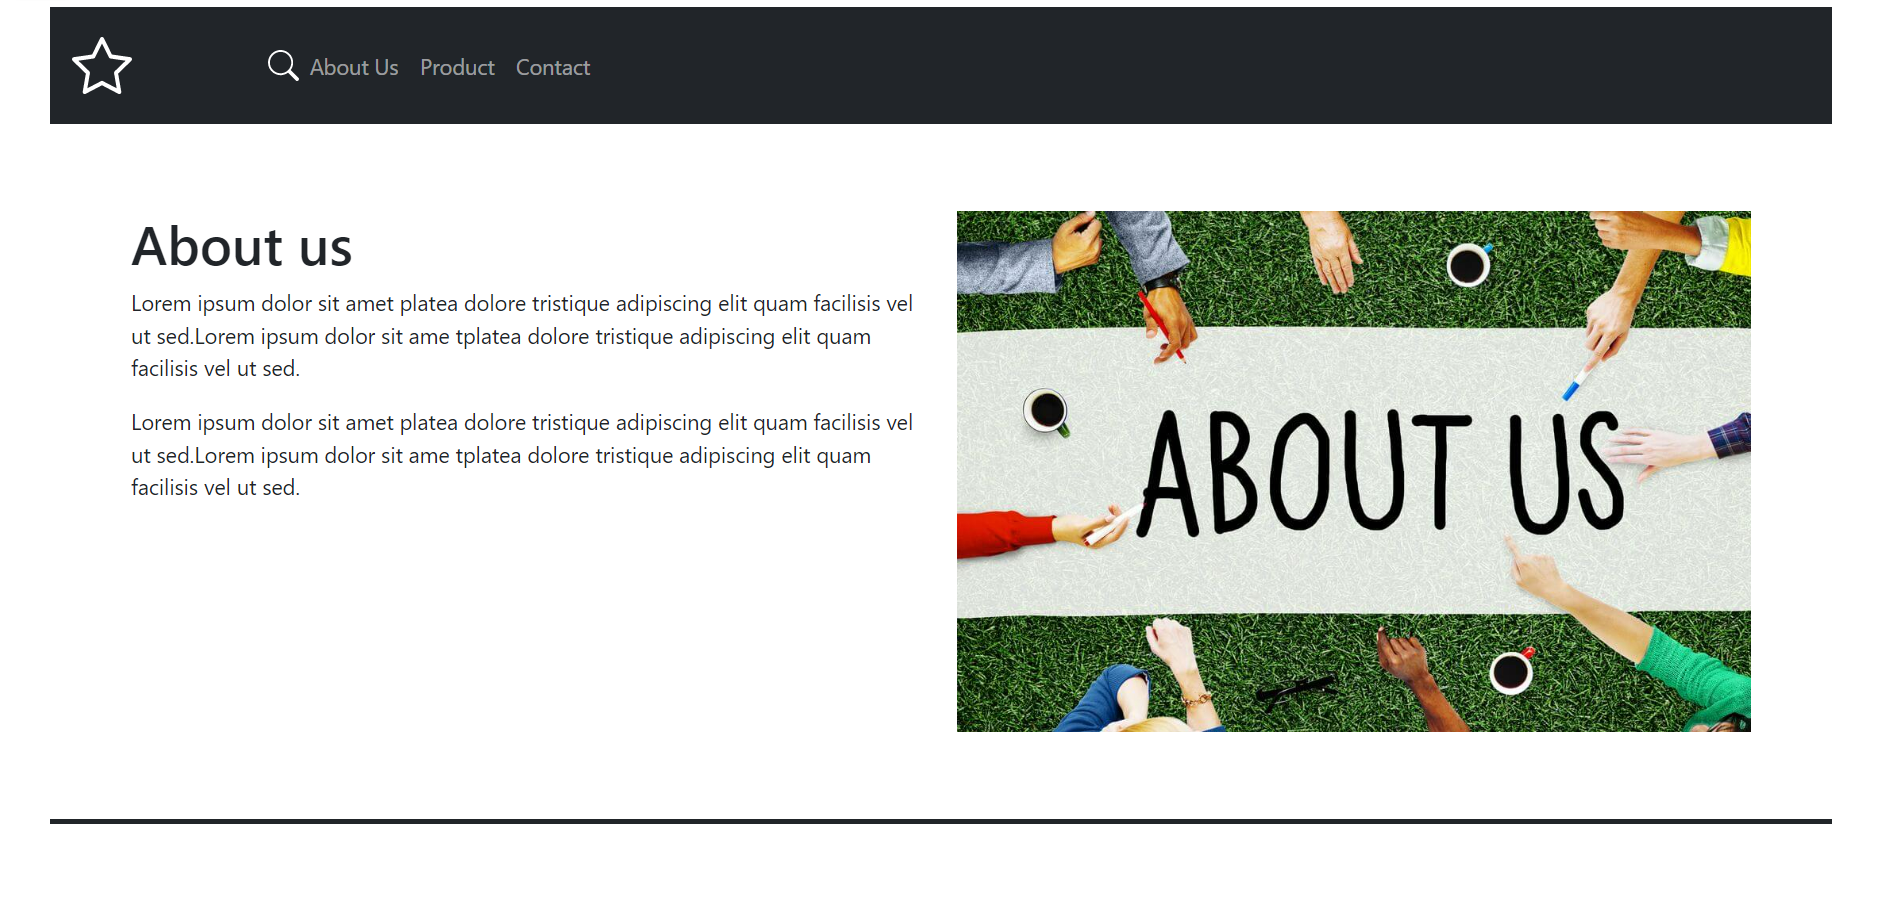 About Us Product Contact
About us
Lorem ipsum dolor sit amet platea dolore tristique adipiscing elit quam facilisis vel
ut sed.Lorem ipsum dolor sit ame tplatea dolore tristique adipiscing elit quam
facilisis vel ut sed.
Lorem ipsum dolor sit amet platea dolore tristique adipiscing elit quam facilisis vel
ut sed.Lorem ipsum dolor sit ame tplatea dolore tristique adipiscing elit quam
facilisis vel ut sed.
ABOUT US